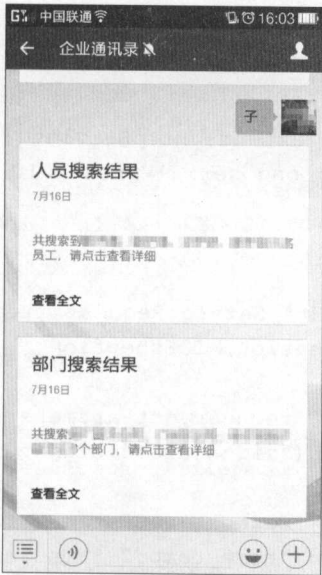 中国联通 16:03
企业通讯录
子
人员搜索结果
7月16日
共搜索到 名
员工，请点击查看详细
查看全文
部门搜索结果
7月16日
共搜索
个部门，请点击查看详细
查看全文